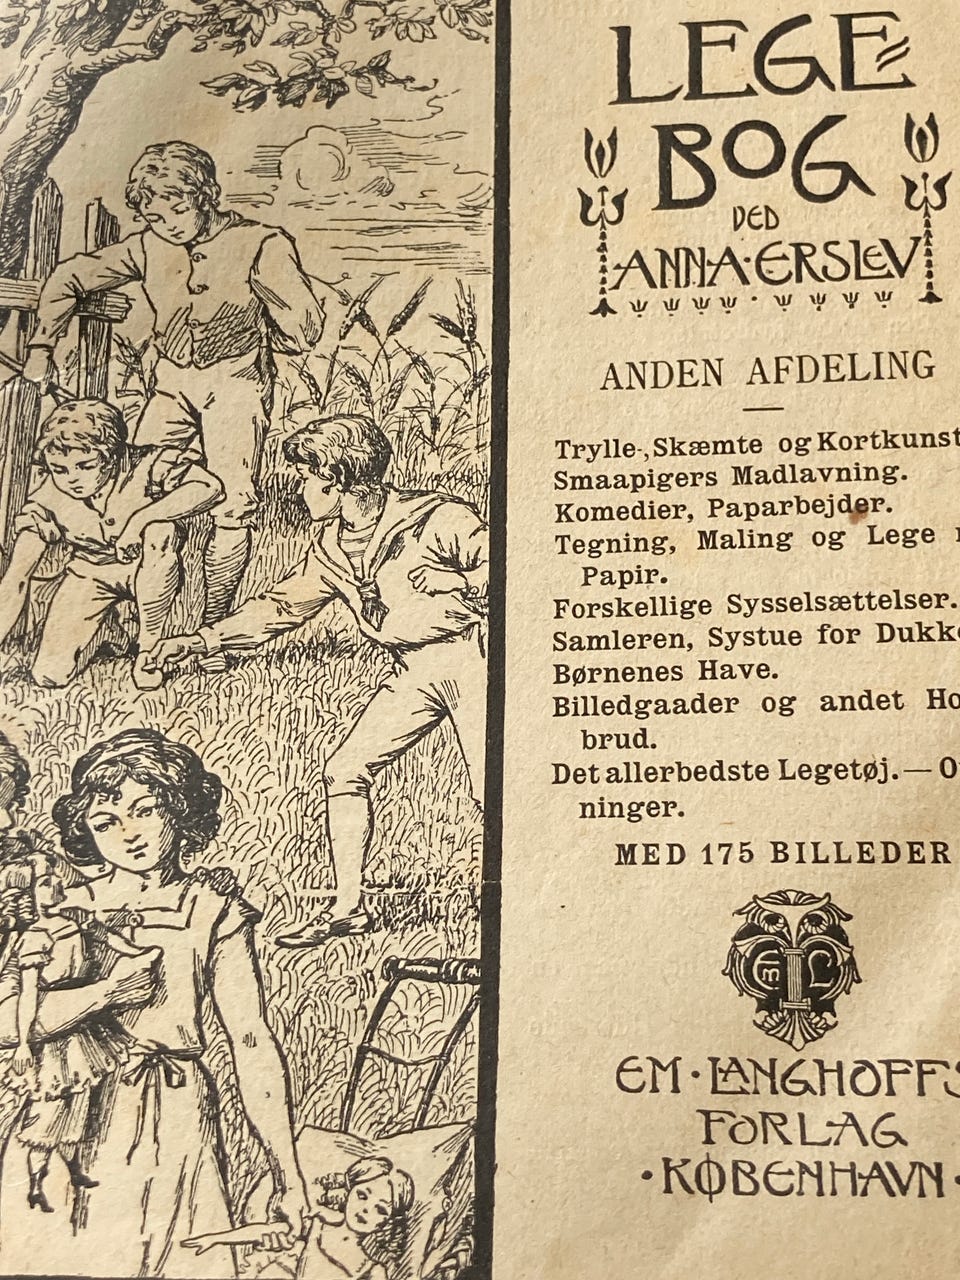 LEGE=
BOG
VED
ANNA·ERSLEV
ANDEN AFDELING
Trylle-, Skæmte og Kortkunst
Smaapigers Madlavning.
Komedier, Paparbejder.
Tegning, Maling og Lege
Papir.
Forskellige Sysselsættelser.
Samleren, Systue for
Børnenes Have.
Billedgaader og andet
brud.
Det allerbedste Legetøj. —
ninger.
MED 175 BILLEDER
Em L
EM·LANGHOFFS
FORLAG
·KØBENHAVN·